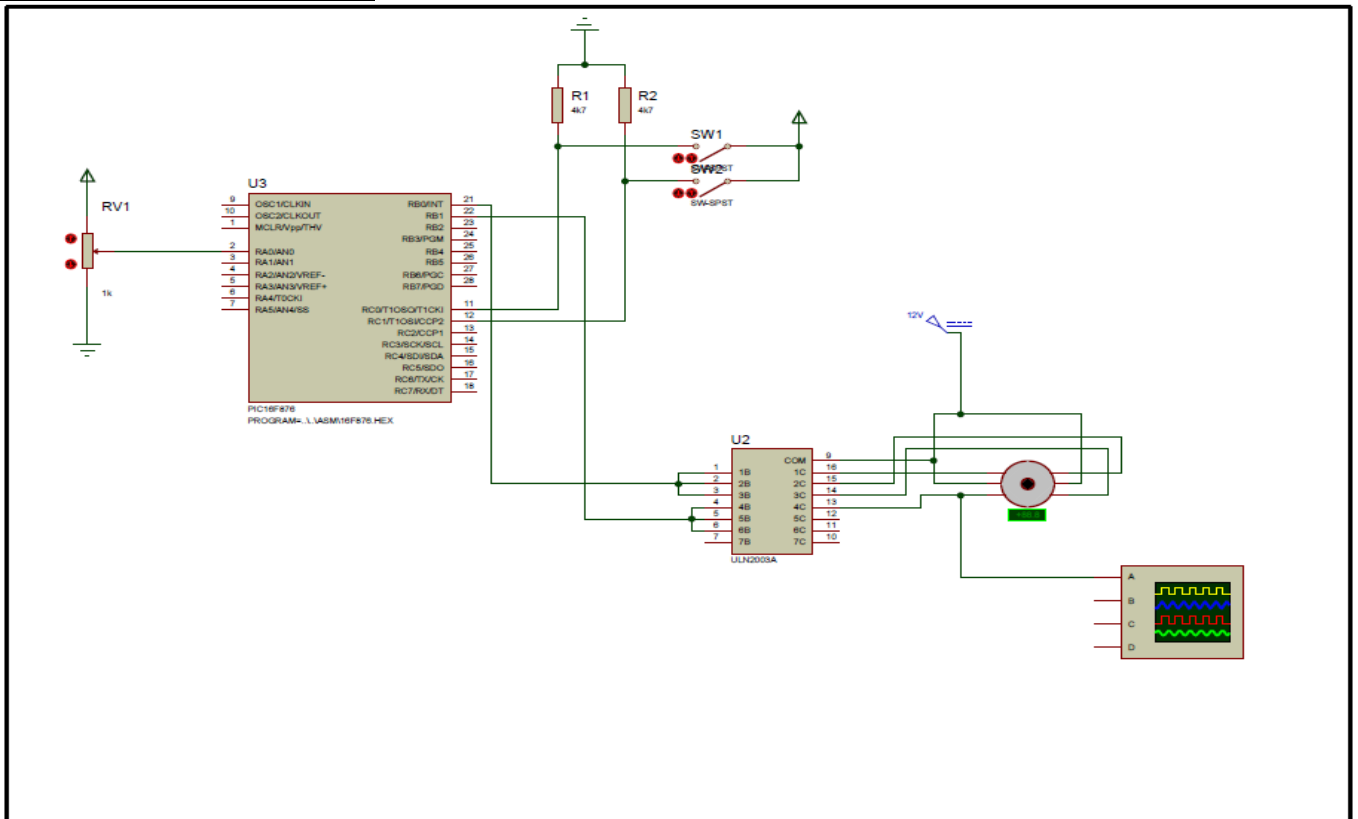 R1
4k7
R2
4k7
SW1
SW2
SW-SPST
RV1
1k
U3
9
10
1
2
3
4
5
6
7
OSC1/CLKIN
OSC2/CLKOUT
MCLR/Vpp/THV
RA0/AN0
RA1/AN1
RA2/AN2/VREF-
RA3/AN3/VREF+
RA4/T0CKI
RA5/AN4/SS
RB0/INT
RB1
RB2
RB3/PGM
RB4
RB5
RB6/PGC
RB7/PGD
RC0/T1OSO/T1CKI
RC1/T1OSI/CCP2
RC2/CCP1
RC3/SCK/SCL
RC4/SDI/SDA
RC5/SDO
RC6/TX/CK
RC7/RX/DT
21
22
23
24
25
26
27
28
11
12
13
14
15
16
17
18
PIC16F876
PROGRAM=..\..\ASM\16F876.HEX
12V
U2
1
2
3
4
5
6
7
1B
2B
3B
4B
5B
6B
7B
COM
1C
2C
3C
4C
5C
6C
7C
9
16
15
14
13
12
11
10
ULN2003A
A
B
C
D